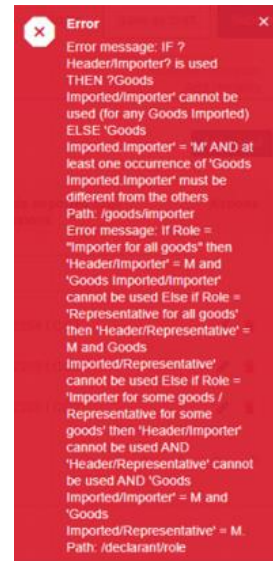 Error
×
Error message: IF ?
Header/Importer? is used
THEN ?Goods
Imported/Importer' cannot be
used (for any Goods Imported)
ELSE 'Goods
Imported.Importer' = 'M' AND at
least one occurrence of 'Goods
Imported.Importer' must be
different from the others
Path: /goods/importer
Error message: If Role =
"Importer for all goods" then
'Header/Importer' = M and
'Goods Imported/Importer'
cannot be used Else if Role =
'Representative for all goods'
then 'Header/Representative' =
M and Goods
Imported/Representative'
cannot be used Else if Role =
'Importer for some goods /
Representative for some
goods' then 'Header/Importer'
cannot be used AND
'Header/Representative' cannot
be used AND 'Goods
Imported/Importer' = M and
'Goods
Imported/Representative' = M.
Path: /declarant/role